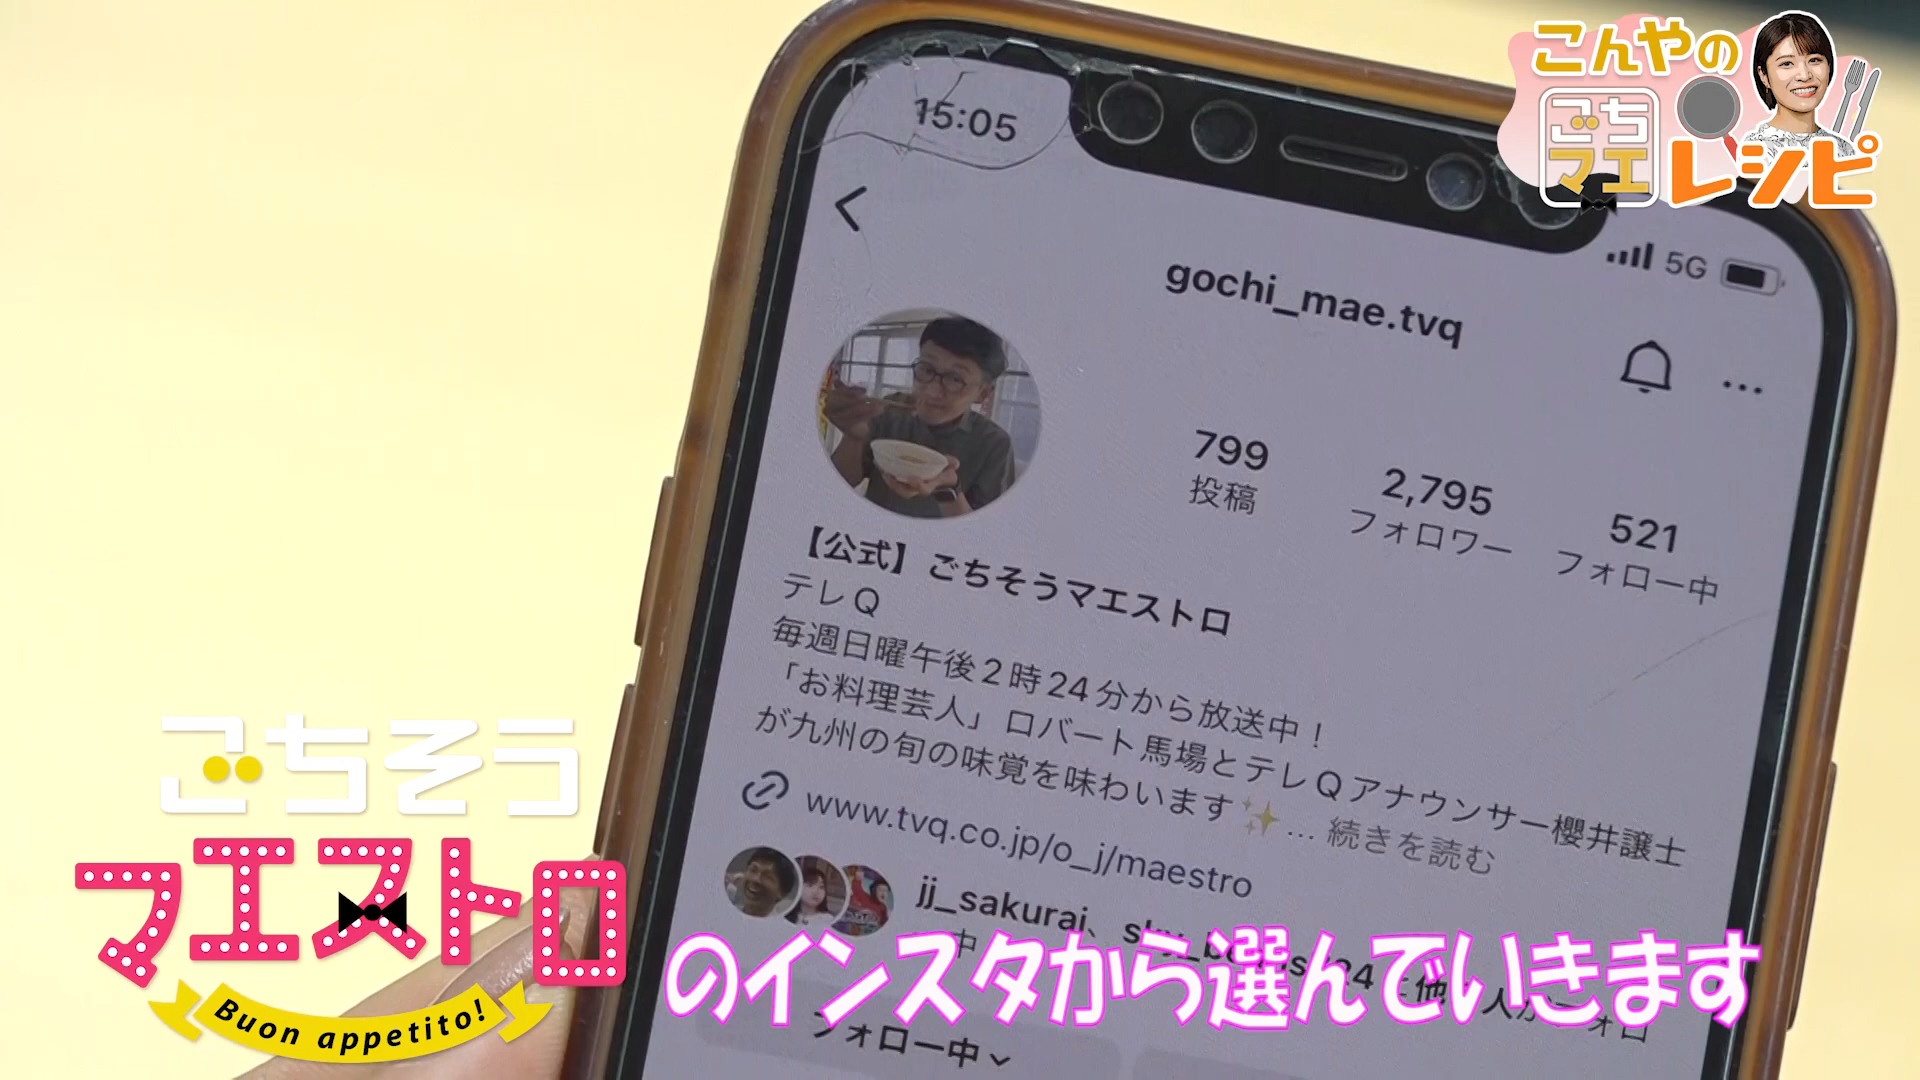 こんやの
ごち
マエ
レシピ
15:05
5G
gochi_mae.tvq
799
投稿
2,795
フォロワー
521
フォロー中
【公式】ごちそうマエストロ
テレQ
毎週日曜午後2時24分から放送中！
「お料理芸人」ロバート馬場とテレQアナウンサー櫻井譲士
が九州の旬の味覚を味わいます✨... 続きを読む
www.tvq.co.jp/o_j/maestro
jj_sakurai、
フォロー中
ごちそう
マエストロ
Buon appetito!
のインスタから選んでいきます